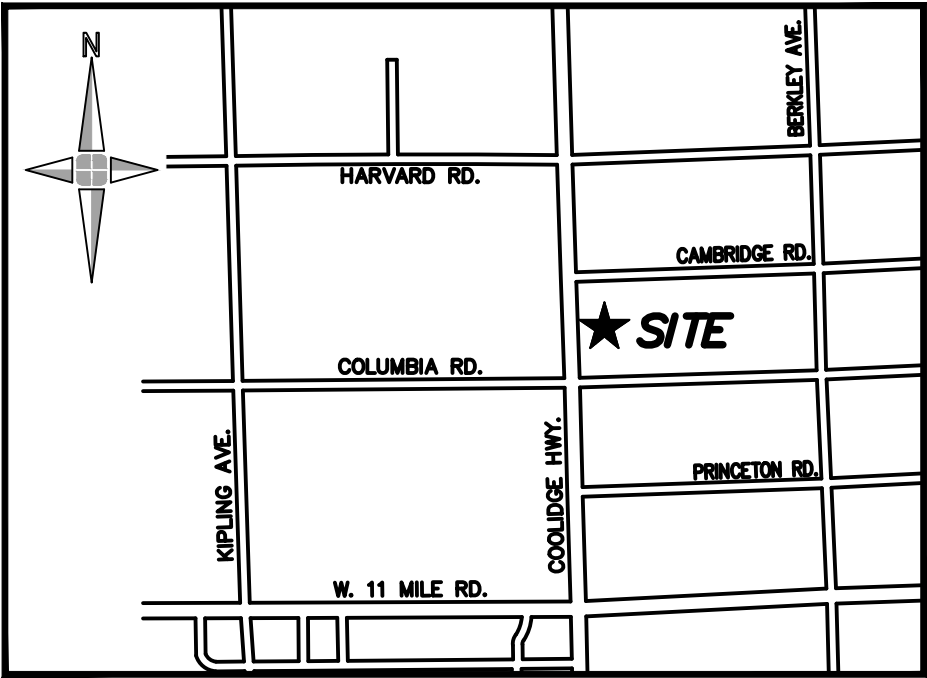 N
BERKLEY AVE.
HARVARD RD.
CAMBRIDGE RD.
SITE
COLUMBIA RD.
KIPLING AVE.
COOLIDGE HWY.
PRINCETON RD.
W. 11 MILE RD.